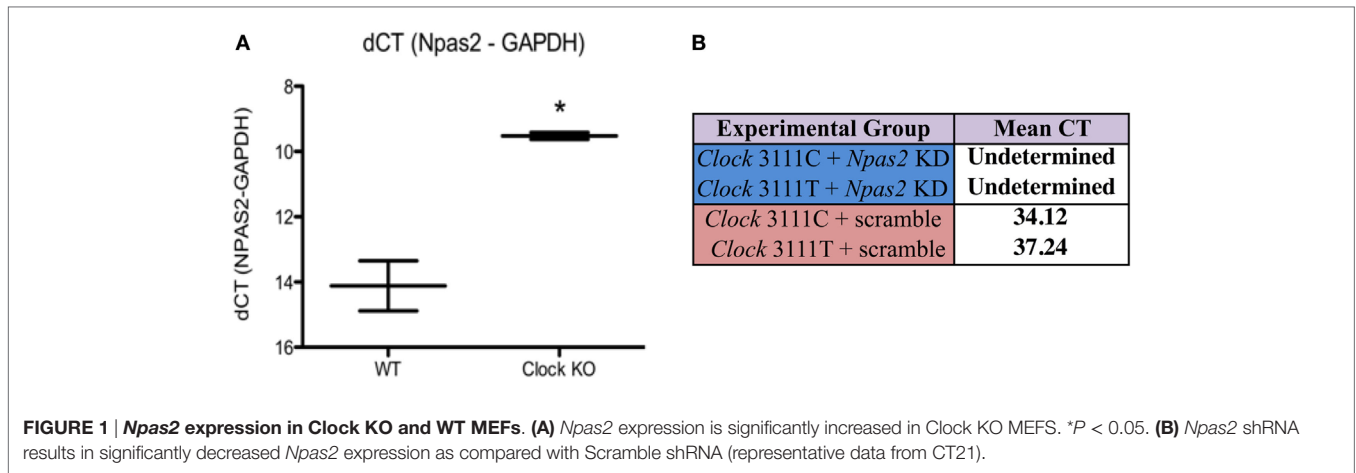 A
dCT (Npas2 - GAPDH)
dCT (NPAS2-GAPDH)
8
10
12
14
16
*
WT
Clock KO
B
Experimental Group Mean CT
Clock 3111C + Npas2 KD Undetermined
Clock 3111T + Npas2 KD Undetermined
Clock 3111C + scramble 34.12
Clock 3111T + scramble 37.24
FIGURE 1 | Npas2 expression in Clock KO and WT MEFs. (A) Npas2 expression is significantly increased in Clock KO MEFS. *P < 0.05. (B) Npas2 shRNA
results in significantly decreased Npas2 expression as compared with Scramble shRNA (representative data from CT21).